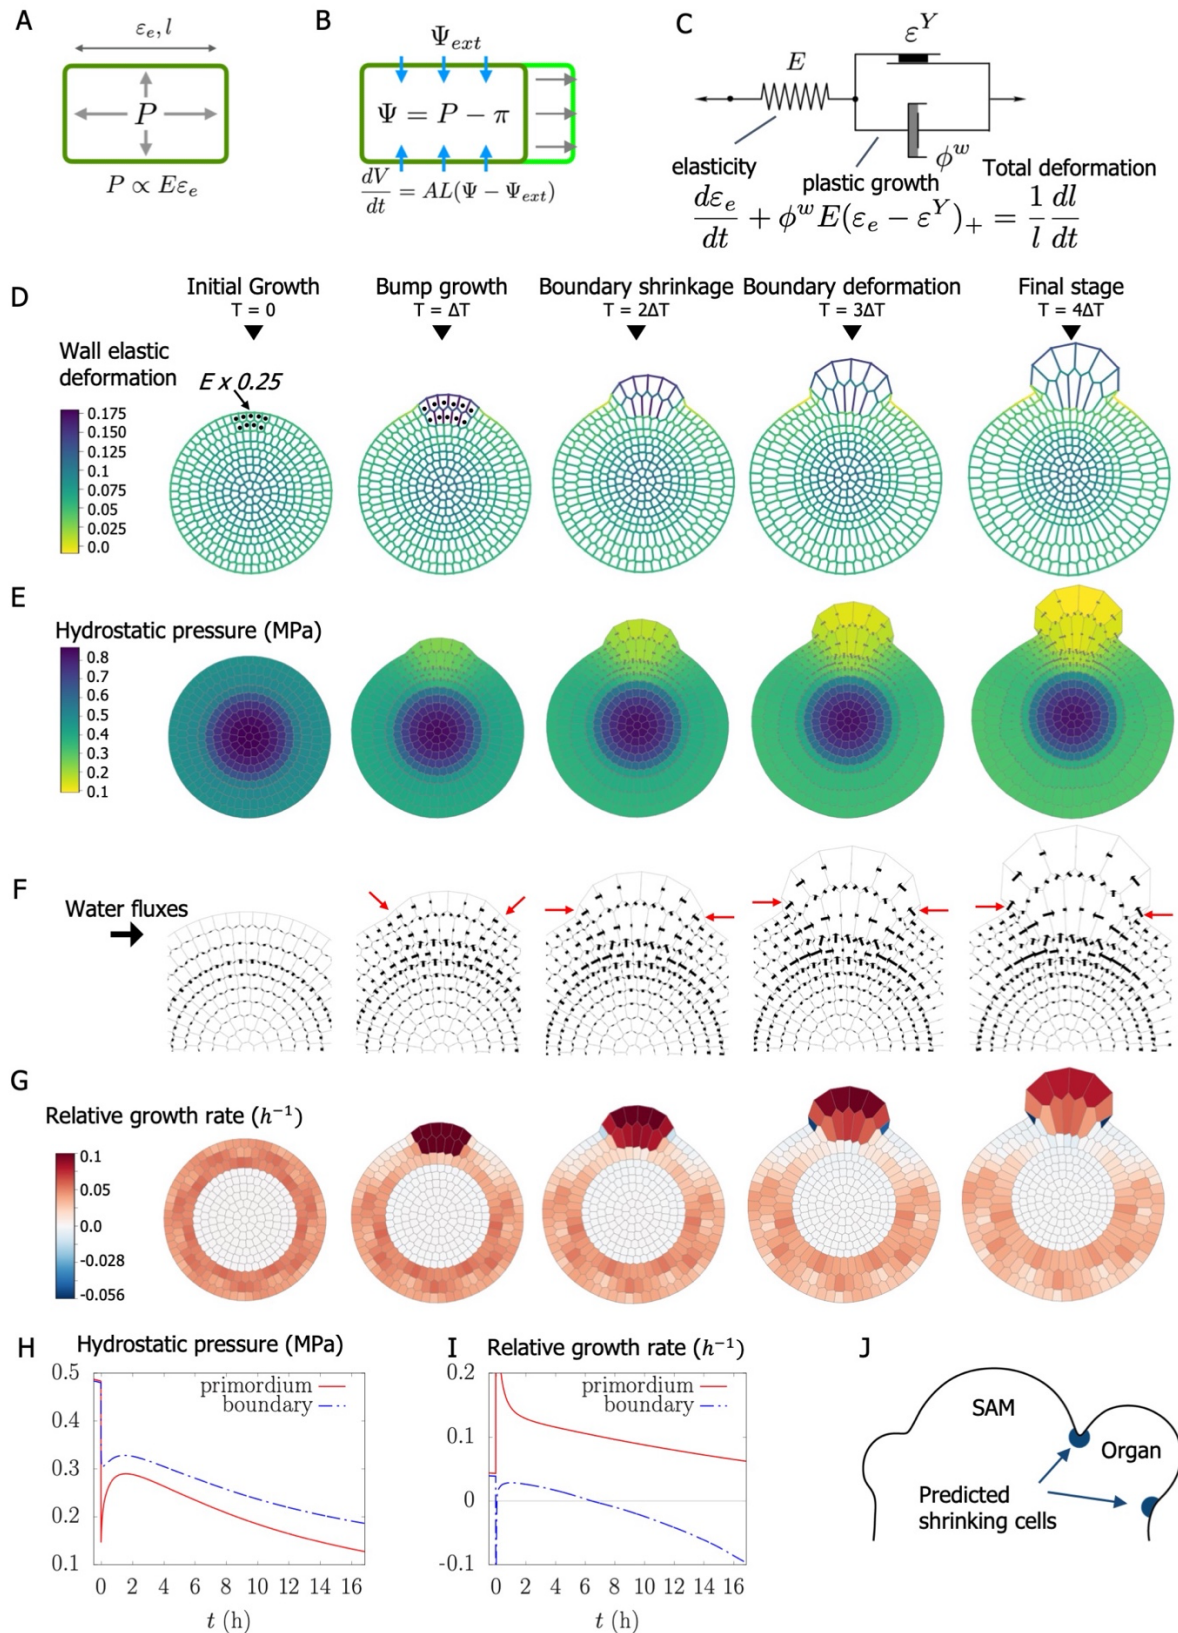 A
εₑ, l
P
P ∝ Eεₑ
B
Ψₑₓₜ
Ψ = P − π
dV/dt = AL(Ψ − Ψₑₓₜ)
C
ε^Y
E
ϕ^w
elasticity
plastic growth
Total deformation
dεₑ/dt + ϕ^w E(εₑ − ε^Y)₊ = 1/l dl/dt
D
Initial Growth
T = 0
Bump growth
T = ΔT
Boundary shrinkage
T = 2ΔT
Boundary deformation
T = 3ΔT
Final stage
T = 4ΔT
Wall elastic
deformation
E x 0.25
0.175
0.150
0.125
0.1
0.075
0.050
0.025
0.0
E
Hydrostatic pressure (MPa)
0.8
0.7
0.6
0.5
0.4
0.3
0.2
0.1
F
Water fluxes
G
Relative growth rate (h⁻¹)
0.1
0.05
0.0
-0.028
-0.056
H
Hydrostatic pressure (MPa)
0.5
0.4
0.3
0.2
0.1
primordium
boundary
0 2 4 6 8 10 12 14 16
t (h)
I
Relative growth rate (h⁻¹)
0.2
0.1
0
-0.1
primordium
boundary
0 2 4 6 8 10 12 14 16
t (h)
J
SAM
Organ
Predicted
shrinking cells